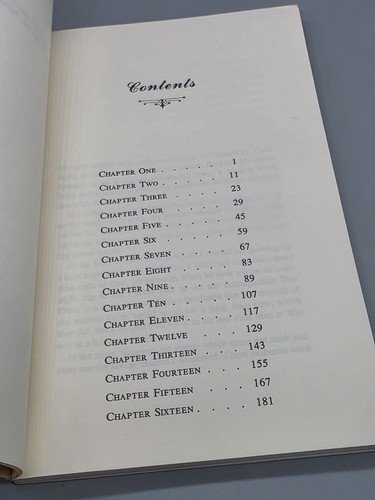 Contents
CHAPTER ONE . . . . . 1
CHAPTER TWO . . . . . 11
CHAPTER THREE . . . . 23
CHAPTER FOUR . . . . 29
CHAPTER FIVE . . . . . 45
CHAPTER SIX . . . . . 59
CHAPTER SEVEN . . . . 67
CHAPTER EIGHT . . . . 83
CHAPTER NINE . . . . . 89
CHAPTER TEN . . . . 107
CHAPTER ELEVEN . . . . 117
CHAPTER TWELVE . . . . 129
CHAPTER THIRTEEN . . . 143
CHAPTER FOURTEEN . . . 155
CHAPTER FIFTEEN . . . 167
CHAPTER SIXTEEN . . . . 181